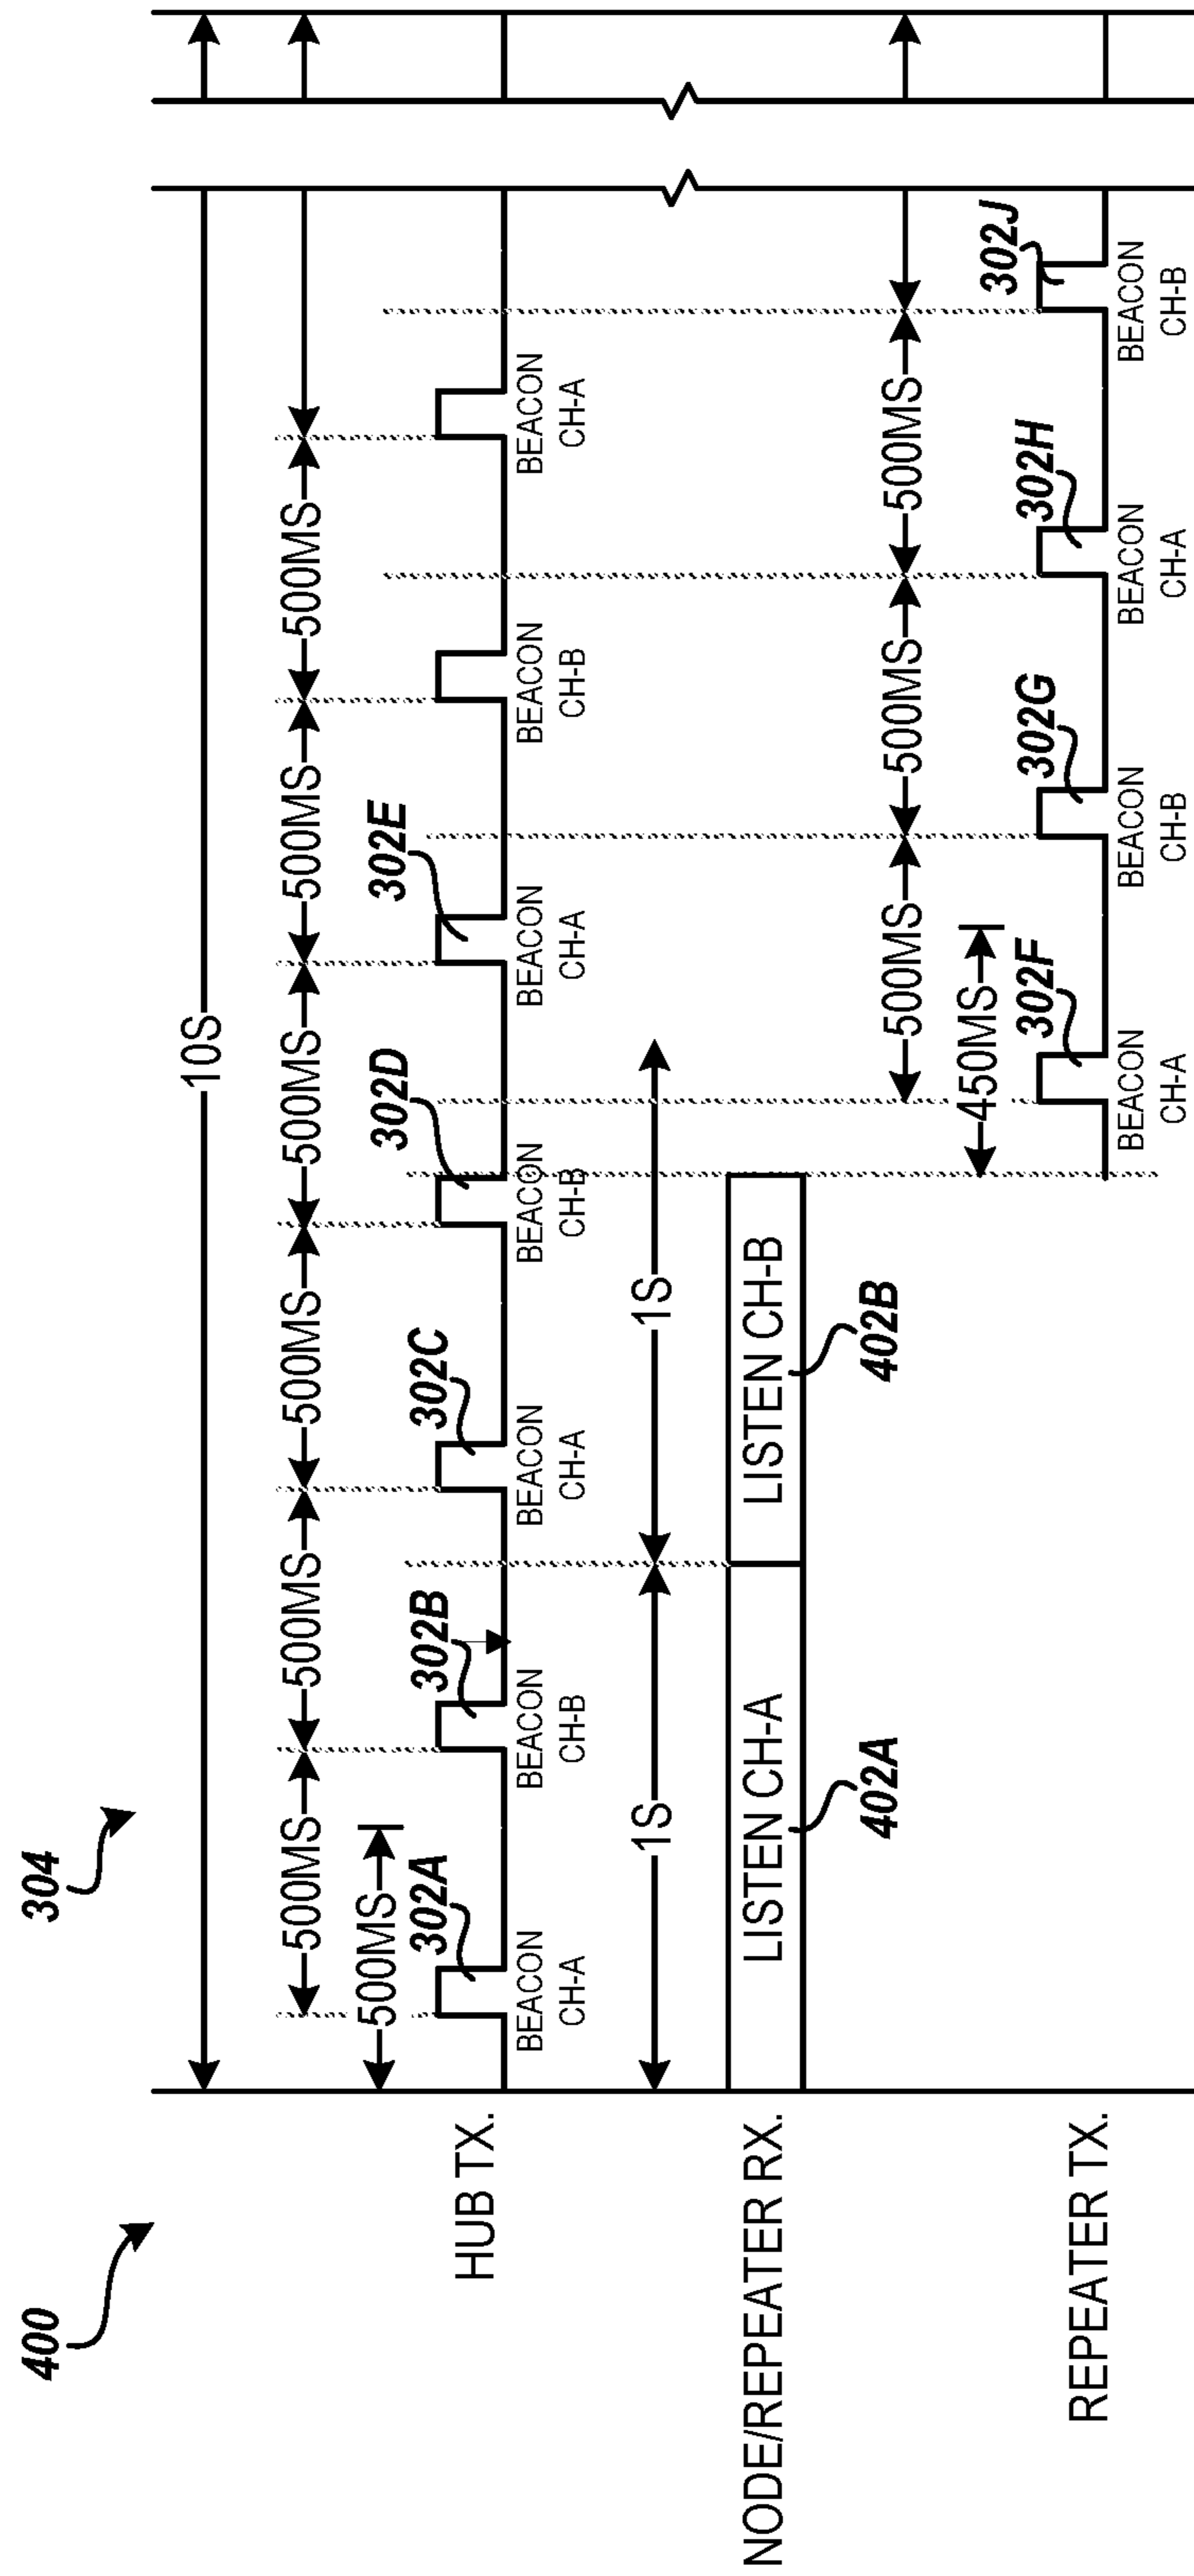 400
304
10S
500MS
500MS
500MS
500MS
500MS
500MS
500MS
302A
302B
302C
302D
302E
HUB TX.
BEACON
CH-A
BEACON
CH-B
BEACON
CH-A
BEACON
CH-B
BEACON
CH-A
BEACON
CH-B
BEACON
CH-A
1S
1S
NODE/REPEATER RX.
LISTEN CH-A
LISTEN CH-B
402A
402B
500MS
500MS
500MS
450MS
302F
302G
302H
302J
REPEATER TX.
BEACON
CH-A
BEACON
CH-B
BEACON
CH-A
BEACON
CH-B